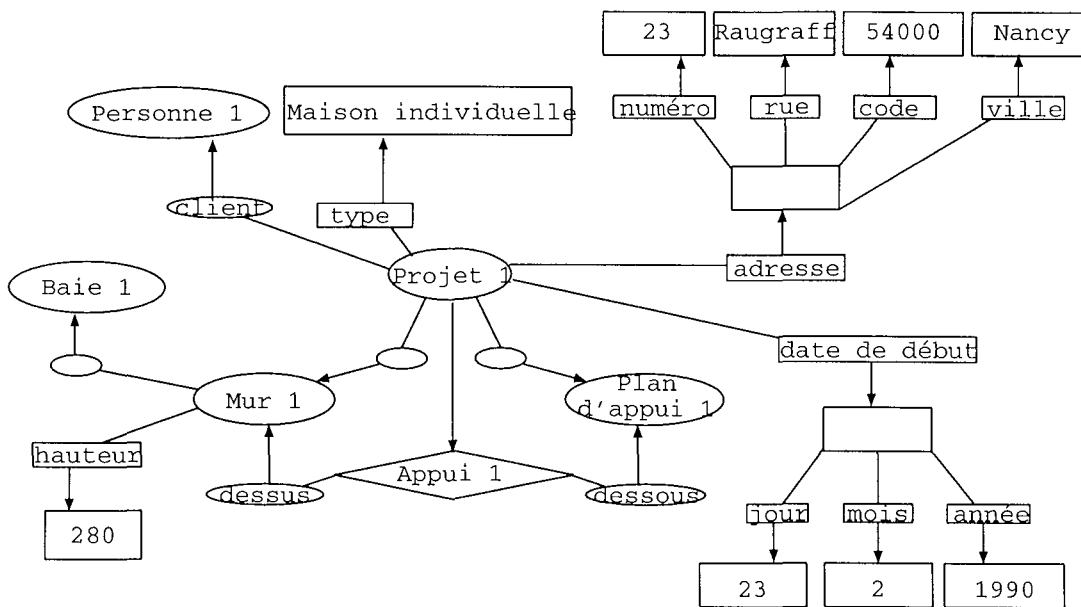 23 Raugraff 54000 Nancy
Personne 1
Maison individuelle
numéro rue code ville
client
type
Projet 1
adresse
Baie 1
date de début
Mur 1
Plan
d'appui 1
hauteur
Appui 1
dessus
dessous
280
jour mois année
23 2 1990